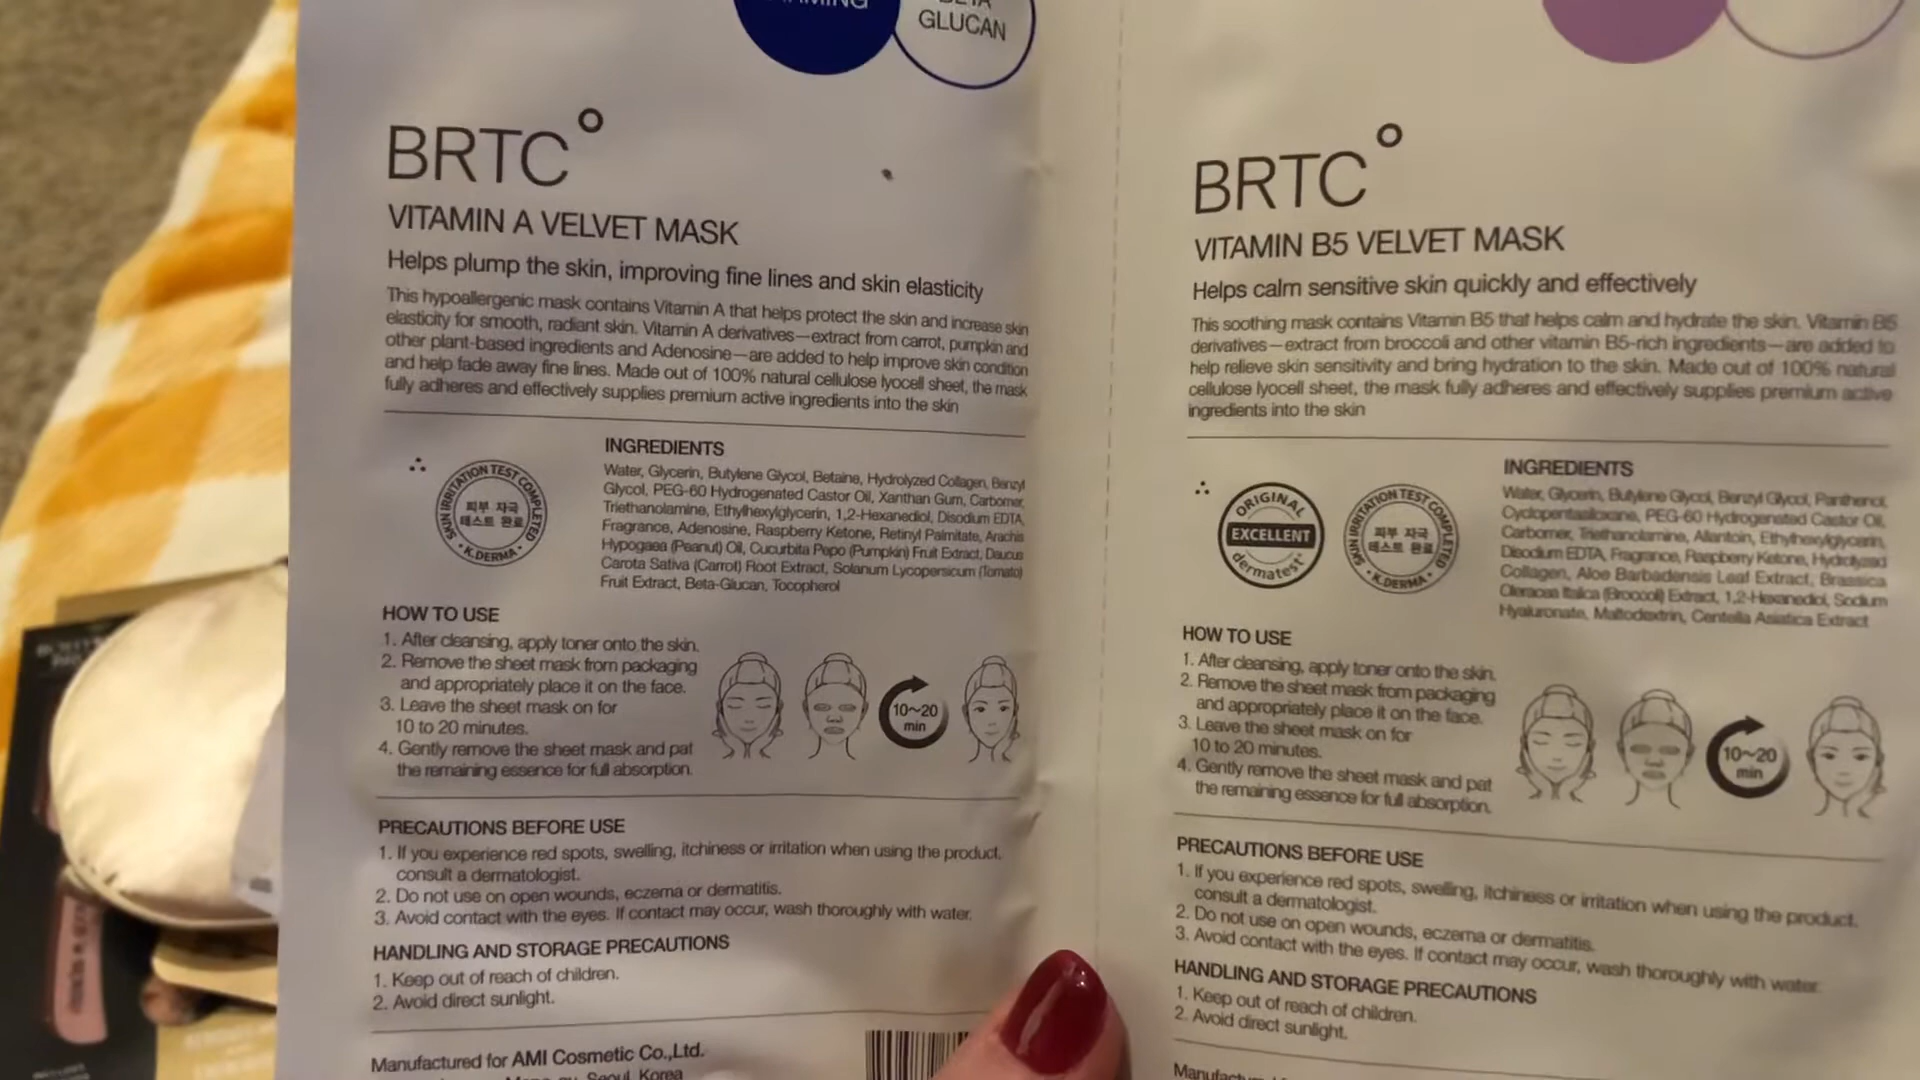 GLUCAN
BRTC°
VITAMIN A VELVET MASK
Helps plump the skin, improving fine lines and skin elasticity
This hypoallergenic mask contains Vitamin A that helps protect the skin and increase skin
elasticity for smooth, radiant skin. Vitamin A derivatives—extract from carrot, pumpkin and
other plant-based ingredients and Adenosine—are added to help improve skin condition
and help fade away fine lines. Made out of 100% natural cellulose lyocell sheet, the mask
fully adheres and effectively supplies premium active ingredients into the skin
SKIN IRRITATION TEST COMPLETED
피부 자극
테스트 완료
• K.DERMA •
INGREDIENTS
Water, Glycerin, Butylene Glycol, Betaine, Hydrolyzed Collagen, Benzyl
Glycol, PEG-60 Hydrogenated Castor Oil, Xanthan Gum, Carbomer,
Triethanolamine, Ethylhexylglycerin, 1,2-Hexanediol, Disodium EDTA,
Fragrance, Adenosine, Raspberry Ketone, Retinyl Palmitate, Arachis
Hypogaea (Peanut) Oil, Cucurbita Pepo (Pumpkin) Fruit Extract, Daucus
Carota Sativa (Carrot) Root Extract, Solanum Lycopersicum (Tomato)
Fruit Extract, Beta-Glucan, Tocopherol
HOW TO USE
1. After cleansing, apply toner onto the skin.
2. Remove the sheet mask from packaging
and appropriately place it on the face.
3. Leave the sheet mask on for
10 to 20 minutes.
4. Gently remove the sheet mask and pat
the remaining essence for full absorption.
10~20
min
PRECAUTIONS BEFORE USE
1. If you experience red spots, swelling, itchiness or irritation when using the product,
consult a dermatologist.
2. Do not use on open wounds, eczema or dermatitis.
3. Avoid contact with the eyes. If contact may occur, wash thoroughly with water.
HANDLING AND STORAGE PRECAUTIONS
1. Keep out of reach of children.
2. Avoid direct sunlight.
Manufactured for AMI Cosmetic Co.,Ltd.
Seoul, Korea
BRTC°
VITAMIN B5 VELVET MASK
Helps calm sensitive skin quickly and effectively
This soothing mask contains Vitamin B5 that helps calm and hydrate the skin. Vitamin B5
derivatives—extract from broccoli and other vitamin B5-rich ingredients—are added to
help relieve skin sensitivity and bring hydration to the skin. Made out of 100% natural
cellulose lyocell sheet, the mask fully adheres and effectively supplies premium active
ingredients into the skin
ORIGINAL
EXCELLENT
dermatest
SKIN IRRITATION TEST COMPLETED
피부 자극
테스트 완료
• K.DERMA •
INGREDIENTS
Water, Glycerin, Butylene Glycol, Benzyl Glycol, Panthenol,
Cyclopentasiloxane, PEG-60 Hydrogenated Castor Oil,
Carbomer, Triethanolamine, Allantoin, Ethylhexylglycerin,
Disodium EDTA, Fragrance, Raspberry Ketone, Hydrolyzed
Collagen, Aloe Barbadensis Leaf Extract, Brassica
Oleracea Italica (Broccoli) Extract, 1,2-Hexanediol, Sodium
Hyaluronate, Maltodextrin, Centella Asiatica Extract
HOW TO USE
1. After cleansing, apply toner onto the skin.
2. Remove the sheet mask from packaging
and appropriately place it on the face.
3. Leave the sheet mask on for
10 to 20 minutes.
4. Gently remove the sheet mask and pat
the remaining essence for full absorption.
10~20
min
PRECAUTIONS BEFORE USE
1. If you experience red spots, swelling, itchiness or irritation when using the product,
consult a dermatologist.
2. Do not use on open wounds, eczema or dermatitis.
3. Avoid contact with the eyes. If contact may occur, wash thoroughly with water.
HANDLING AND STORAGE PRECAUTIONS
1. Keep out of reach of children.
2. Avoid direct sunlight.